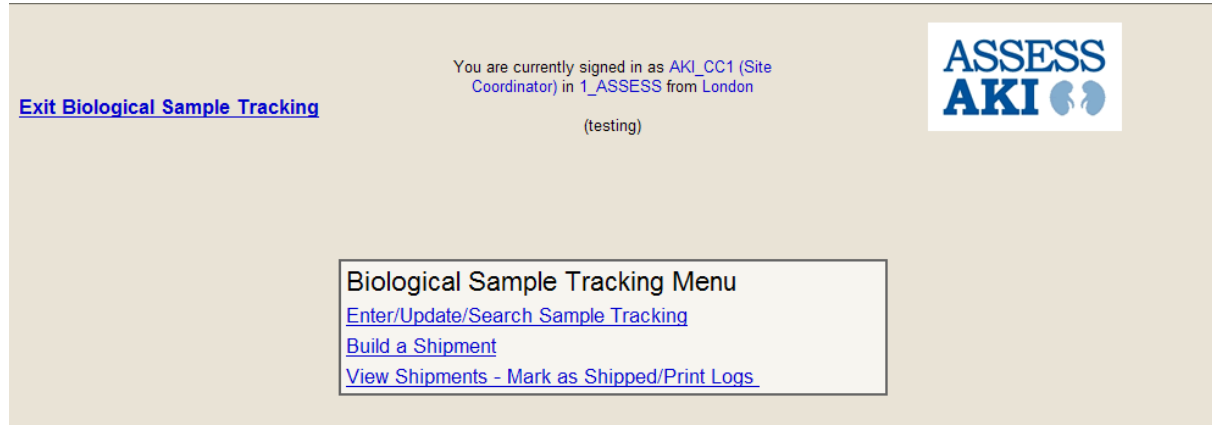 You are currently signed in as AKI_CC1 (Site
Coordinator) in 1_ASSESS from London
Exit Biological Sample Tracking
(testing)
ASSESS
AKI
Biological Sample Tracking Menu
Enter/Update/Search Sample Tracking
Build a Shipment
View Shipments - Mark as Shipped/Print Logs